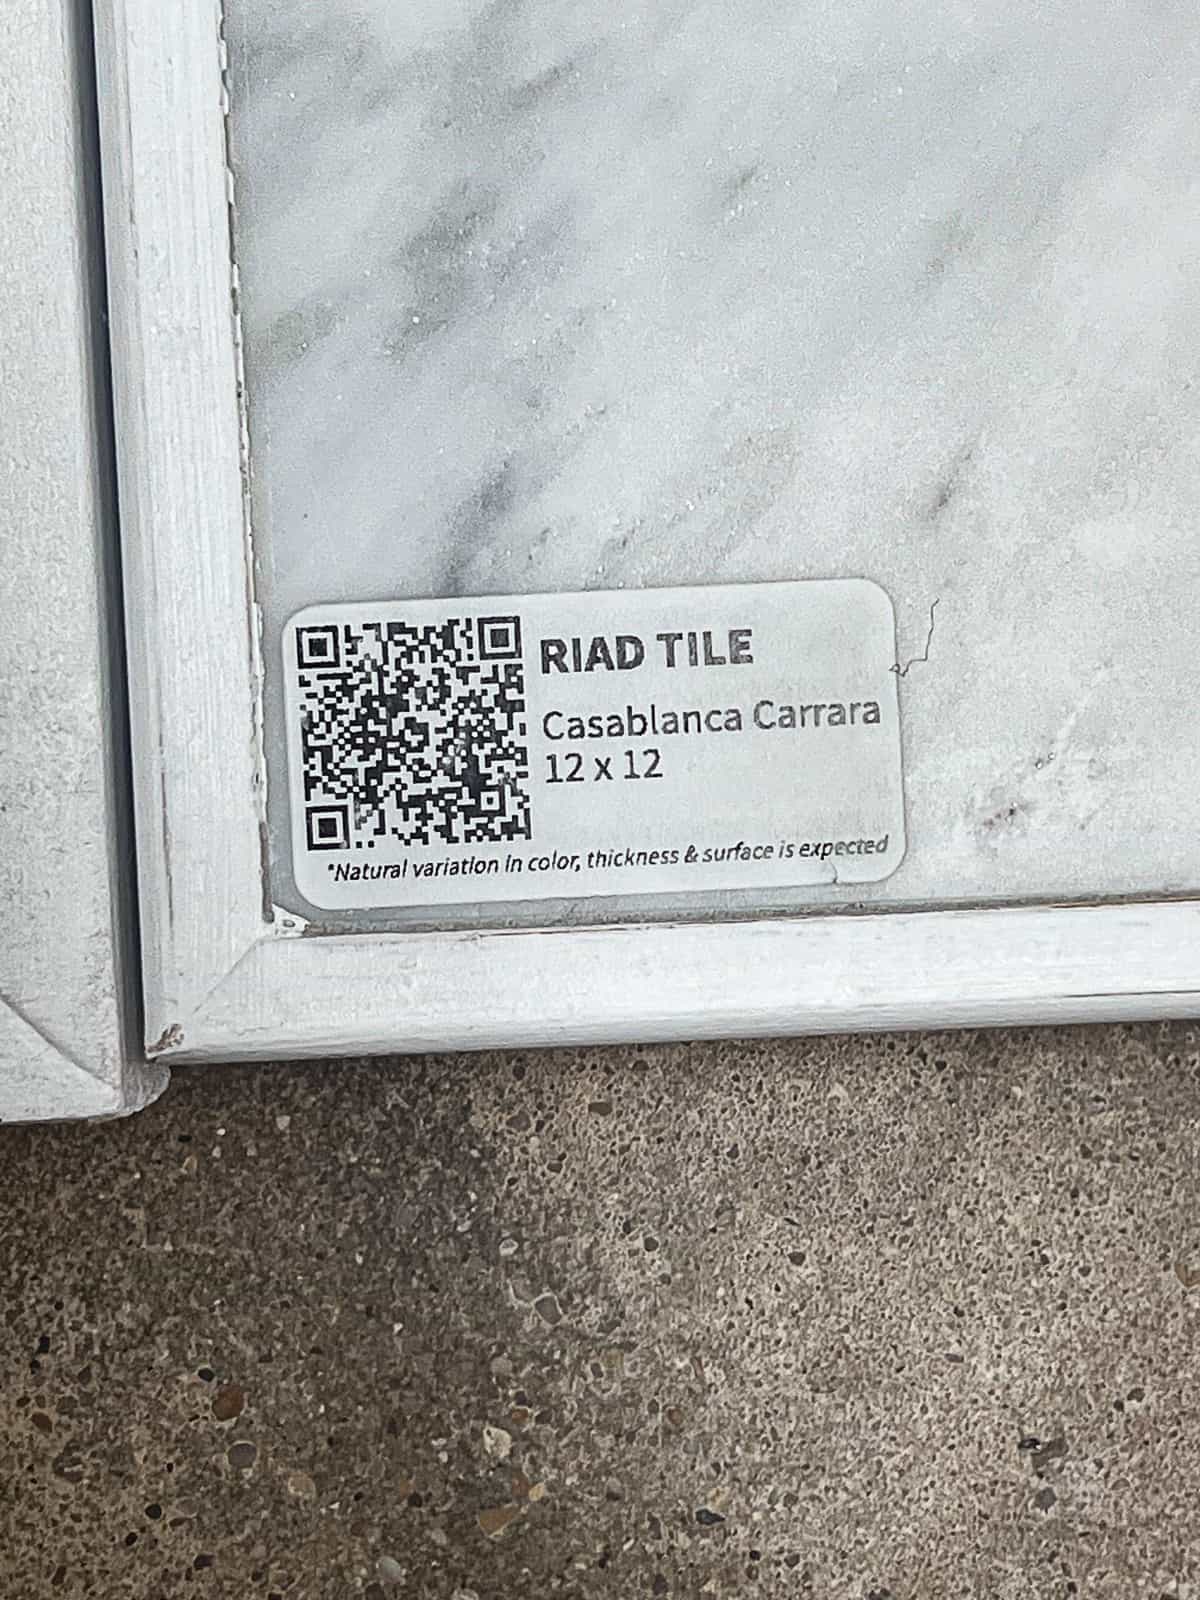 RIAD TILE
Casablanca Carrara
12 x 12
*Natural variation in color, thickness & surface is expected